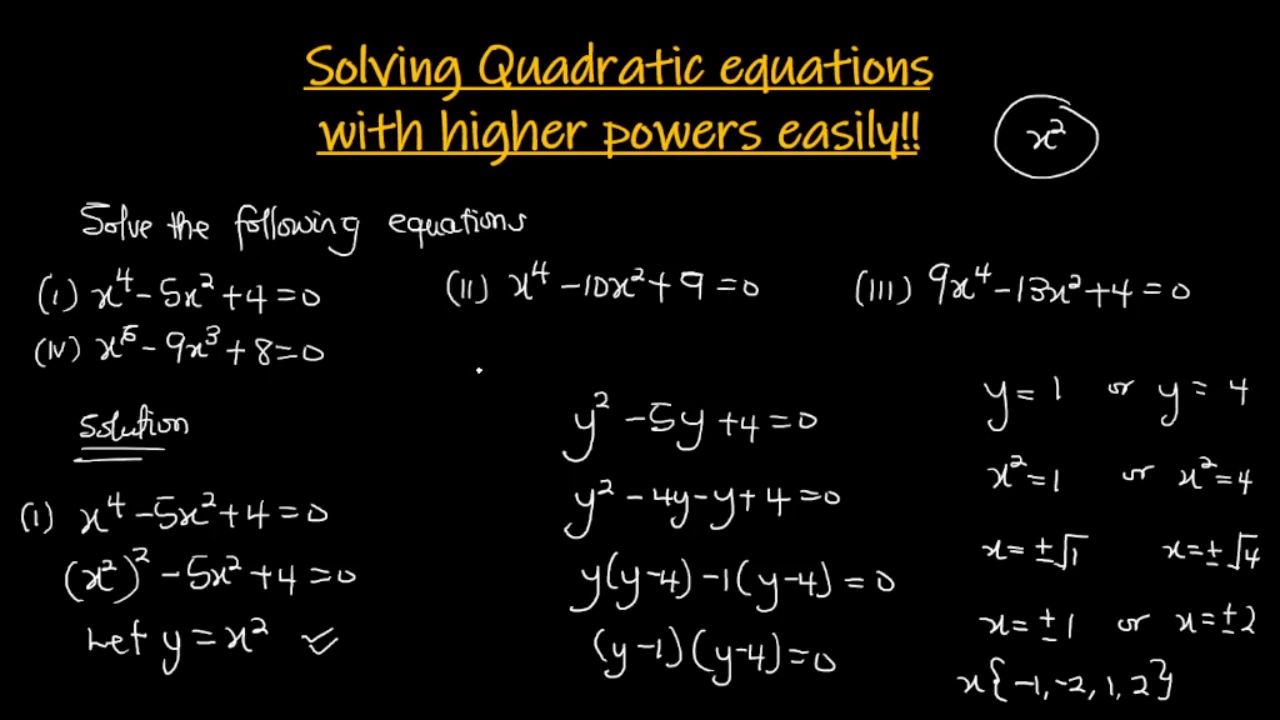 Solving Quadratic equations
with higher powers easily!!
x²
Solve the following equations
(I) x⁴ - 5x² + 4 = 0
(II) x⁴ - 10x² + 9 = 0
(III) 9x⁴ - 13x² + 4 = 0
(IV) x⁶ - 9x³ + 8 = 0
Solution
(I) x⁴ - 5x² + 4 = 0
(x²)² - 5x² + 4 = 0
Let y = x² ✓
y² - 5y + 4 = 0
y² - 4y - y + 4 = 0
y(y-4) - 1(y-4) = 0
(y-1)(y-4) = 0
y = 1 or y = 4
x² = 1 or x² = 4
x = ±√1 x = ±√4
x = ±1 or x = ±2
x{-1, -2, 1, 2}